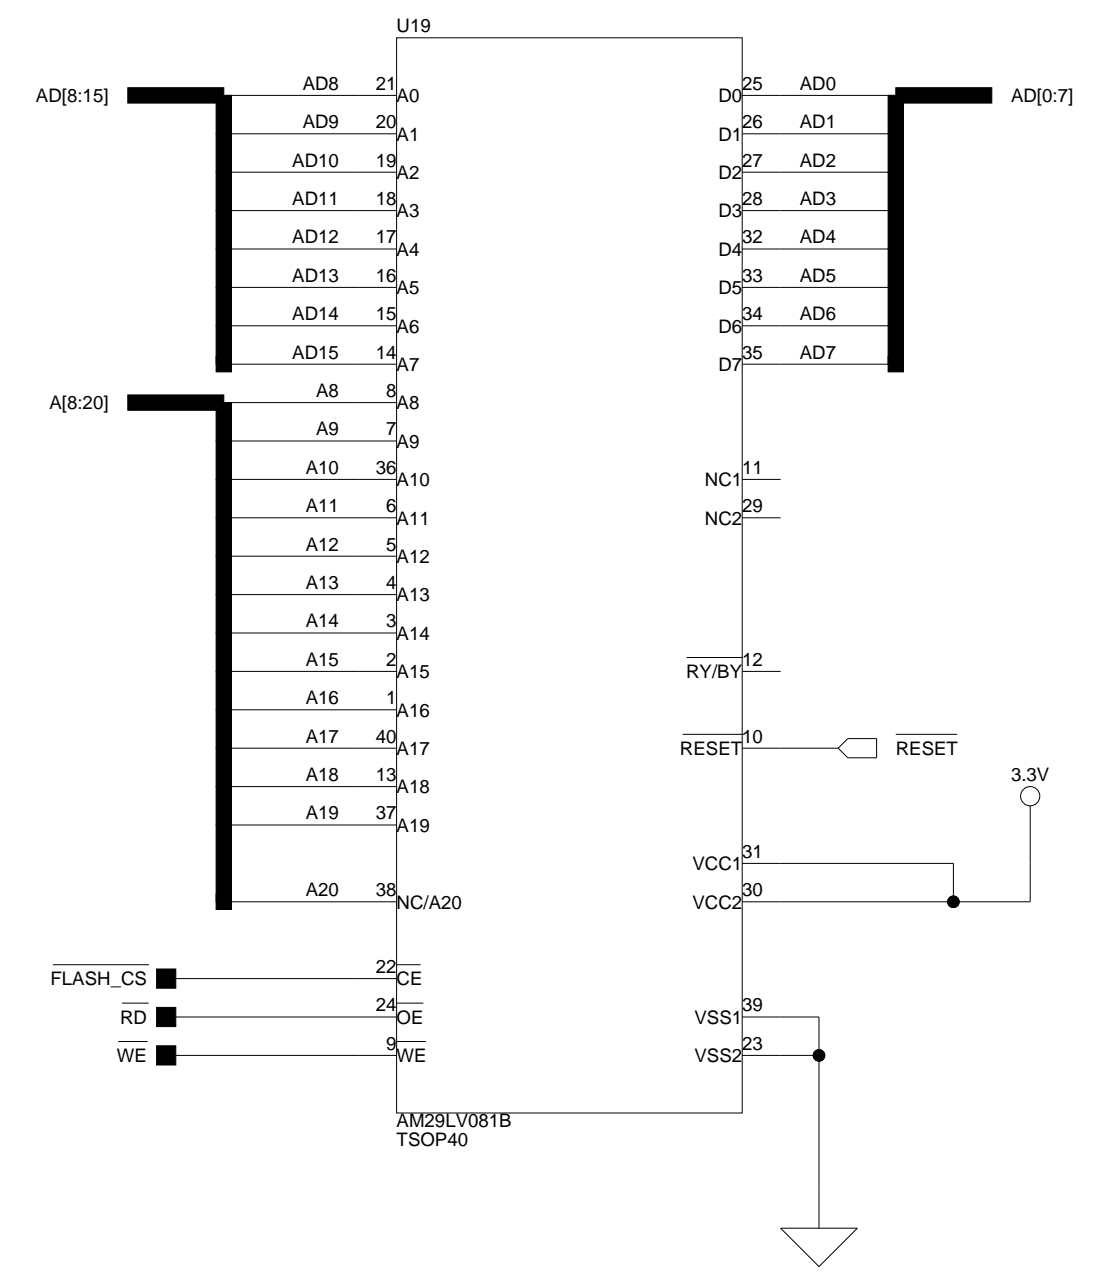 U19
AD[8:15] AD8 21 A0 D0 25 AD0 AD[0:7]
AD9 20 A1 D1 26 AD1
AD10 19 A2 D2 27 AD2
AD11 18 A3 D3 28 AD3
AD12 17 A4 D4 32 AD4
AD13 16 A5 D5 33 AD5
AD14 15 A6 D6 34 AD6
AD15 14 A7 D7 35 AD7
A[8:20] A8 8 A8
A9 7 A9
A10 36 A10 NC1 11
A11 6 A11 NC2 29
A12 5 A12
A13 4 A13
A14 3 A14
A15 2 A15 RY/BY 12
A16 1 A16
A17 40 A17 RESET 10 RESET
A18 13 A18 3.3V
A19 37 A19
VCC1 31
A20 38 NC/A20 VCC2 30
FLASH_CS 22 CE
RD 24 OE VSS1 39
WE 9 WE VSS2 23
AM29LV081B
TSOP40